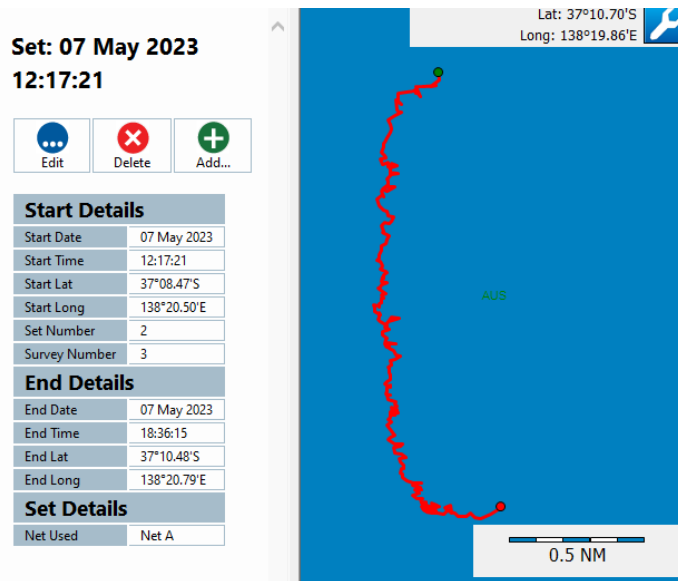 Set: 07 May 2023
12:17:21
Edit Delete Add...
Start Details
Start Date 07 May 2023
Start Time 12:17:21
Start Lat 37°08.47'S
Start Long 138°20.50'E
Set Number 2
Survey Number 3
End Details
End Date 07 May 2023
End Time 18:36:15
End Lat 37°10.48'S
End Long 138°20.79'E
Set Details
Net Used Net A
Lat: 37°10.70'S
Long: 138°19.86'E
AUS
0.5 NM